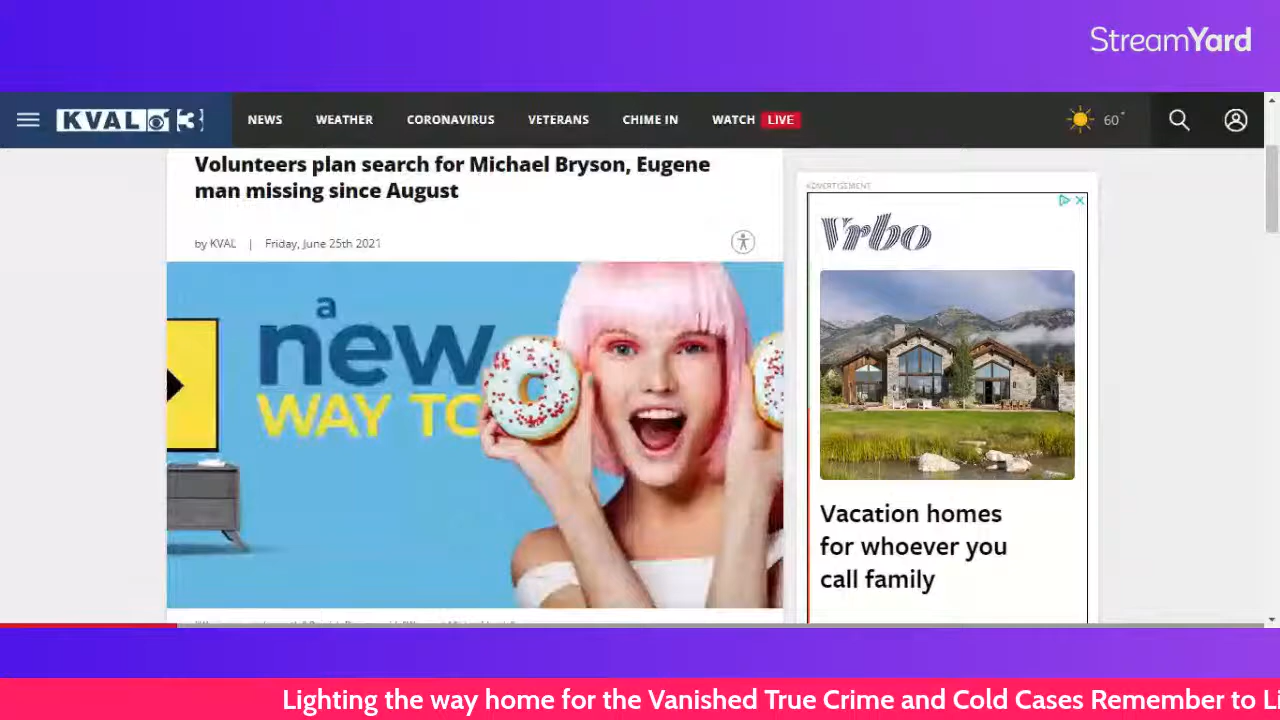 StreamYard
KVAL 13
NEWS
WEATHER
CORONAVIRUS
VETERANS
CHIME IN
WATCH LIVE
60°
Volunteers plan search for Michael Bryson, Eugene
man missing since August
by KVAL | Friday, June 25th 2021
a
new
WAY TO
ADVERTISEMENT
Vrbo
Vacation homes
for whoever you
call family
Lighting the way home for the Vanished True Crime and Cold Cases Remember to Li